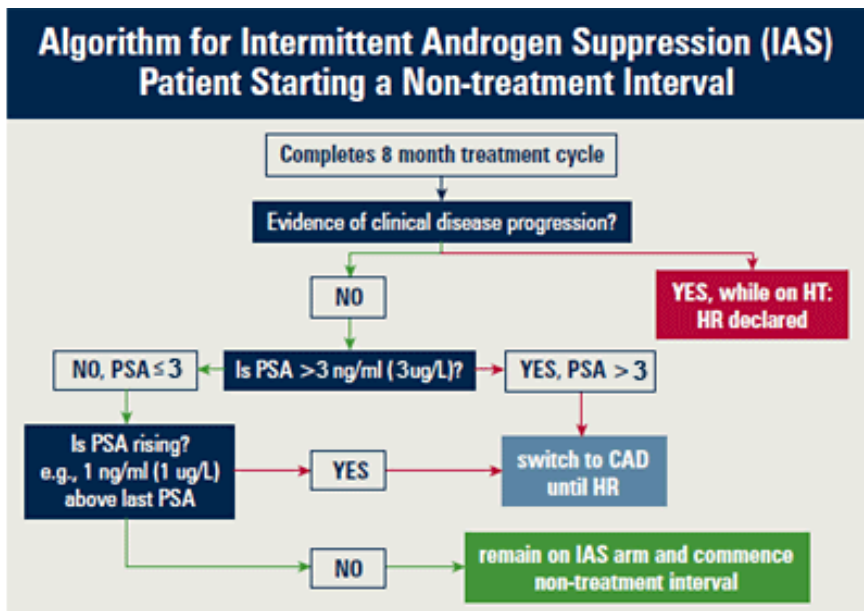 Algorithm for Intermittent Androgen Suppression (IAS)
Patient Starting a Non-treatment Interval
Completes 8 month treatment cycle
Evidence of clinical disease progression?
NO
YES, while on HT:
HR declared
NO, PSA ≤ 3
Is PSA >3 ng/ml (3ug/L)?
YES, PSA > 3
Is PSA rising?
e.g., 1 ng/ml (1 ug/L)
above last PSA
YES
switch to CAD
until HR
NO
remain on IAS arm and commence
non-treatment interval